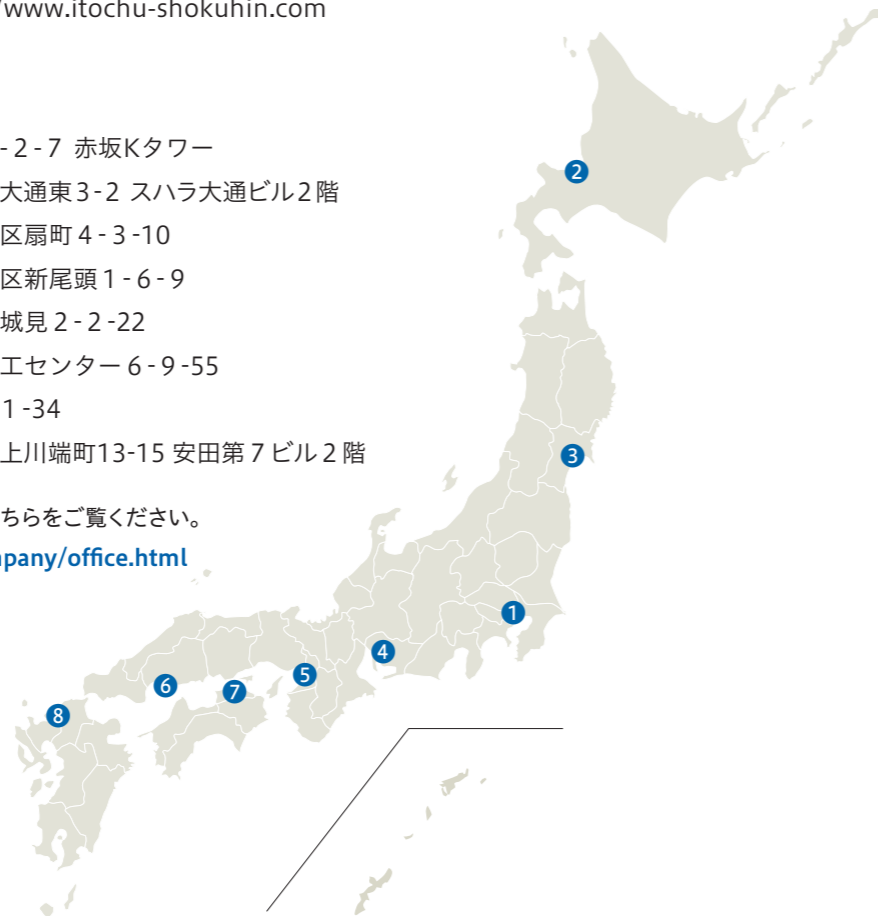 /www.itochu-shokuhin.com
-2-7 赤坂Kタワー
大通東3-2 スハラ大通ビル2階
区扇町4-3-10
区新尾頭1-6-9
城見2-2-22
工センター6-9-55
1-34
上川端町13-15 安田第7ビル2階
ちらをご覧ください。
npany/office.html
2
3
1
4
5
6
7
8